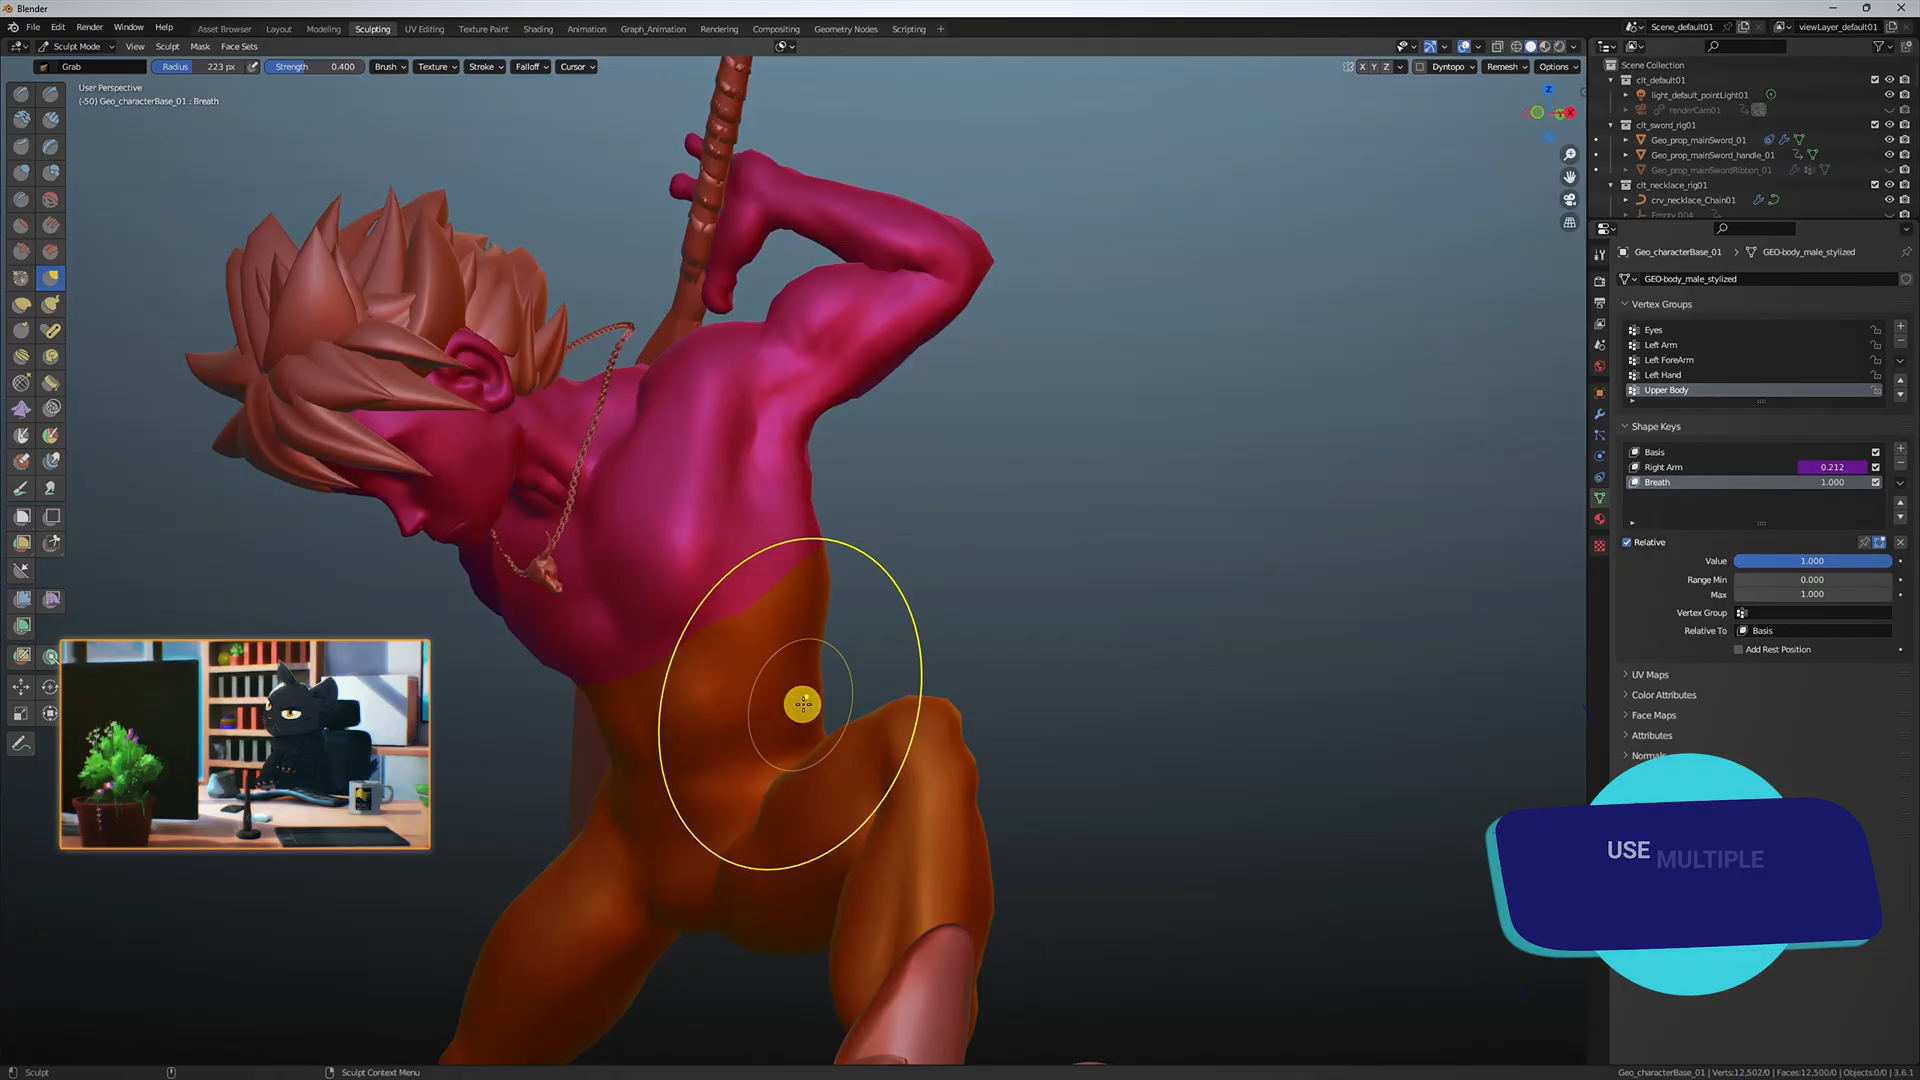 Blender
File Edit Render Window Help
Asset Browser Layout Modeling Sculpting UV Editing Texture Paint Shading Animation Graph_Animation Rendering Compositing Geometry Nodes Scripting +
Scene_default01 viewLayer_default01
Sculpt Mode View Sculpt Mask Face Sets
Grab Radius 223 px Strength 0.400 Brush Texture Stroke Falloff Cursor
X Y Z Dyntopo Remesh Options
User Perspective
(-50) Geo_characterBase_01 : Breath
Z
X
Y
Scene Collection
clt_default01
light_default_pointLight01
renderCam01
clt_sword_rig01
Geo_prop_mainSword_01
Geo_prop_mainSword_handle_01
Geo_prop_mainSwordRibbon_01
clt_necklace_rig01
crv_necklace_Chain01
Empty.004
Geo_characterBase_01 GEO-body_male_stylized
GEO-body_male_stylized
Vertex Groups
Eyes
Left Arm
Left ForeArm
Left Hand
Upper Body
Shape Keys
Basis
Right Arm 0.212
Breath 1.000
Relative
Value 1.000
Range Min 0.000
Max 1.000
Vertex Group
Relative To Basis
Add Rest Position
UV Maps
Color Attributes
Face Maps
Attributes
Normals
USE MULTIPLE
Sculpt
Sculpt Context Menu
Geo_characterBase_01 | Verts:12,502/0 | Faces:12,500/0 | Objects:0/0 | 3.6.1